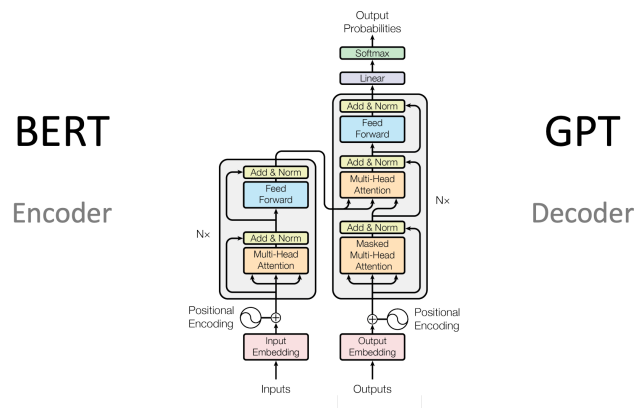 BERT
Encoder
Output
Probabilities
Softmax
Linear
Add & Norm
Feed
Forward
Add & Norm
Multi-Head
Attention
Add & Norm
Masked
Multi-Head
Attention
N×
Positional
Encoding
Output
Embedding
Outputs
Add & Norm
Feed
Forward
N×
Add & Norm
Multi-Head
Attention
Positional
Encoding
Input
Embedding
Inputs
GPT
Decoder